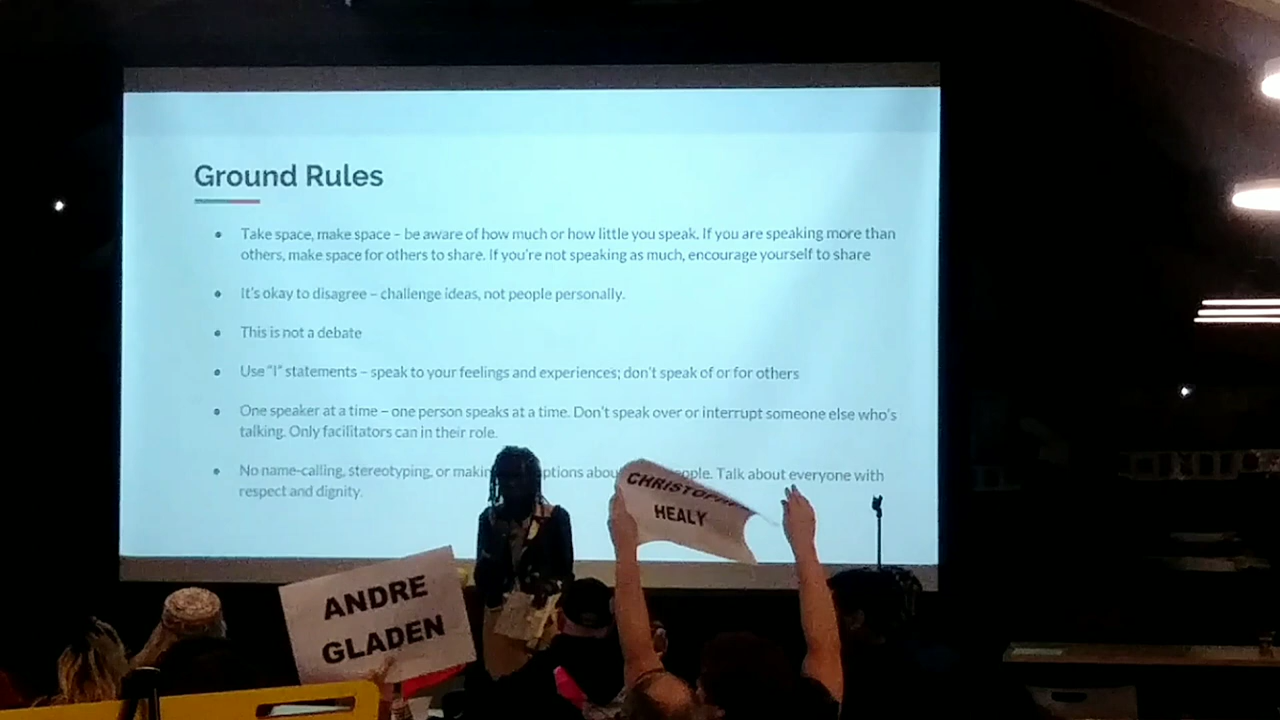 Ground Rules
Take space, make space – be aware of how much or how little you speak. If you are speaking more than
others, make space for others to share. If you're not speaking as much, encourage yourself to share
It's okay to disagree – challenge ideas, not people personally.
This is not a debate
Use "I" statements – speak to your feelings and experiences; don't speak of or for others
One speaker at a time – one person speaks at a time. Don't speak over or interrupt someone else who's
talking. Only facilitators can in their role.
No name-calling, stereotyping, or Talk about everyone with
respect and dignity.
HEALY
ANDRE
GLADEN